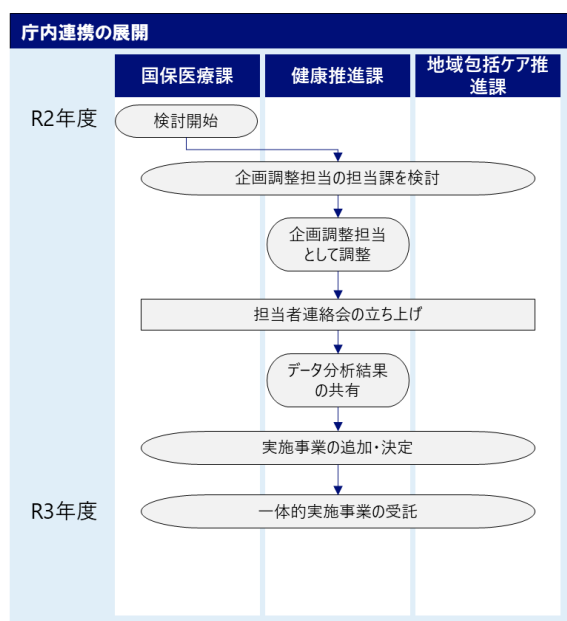 庁内連携の展開
国保医療課
健康推進課
地域包括ケア推
進課
R2年度
検討開始
企画調整担当の担当課を検討
企画調整担当
として調整
担当者連絡会の立ち上げ
データ分析結果
の共有
実施事業の追加・決定
R3年度
一体的実施事業の受託